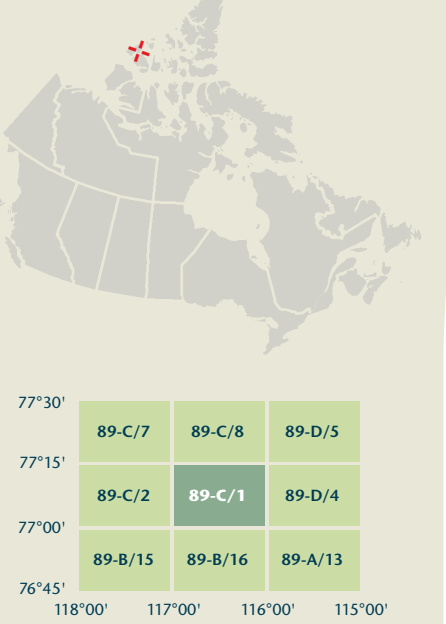 77°30'
89-C/7 89-C/8 89-D/5
77°15'
89-C/2 89-C/1 89-D/4
77°00'
89-B/15 89-B/16 89-A/13
76°45'
118°00' 117°00' 116°00' 115°00'